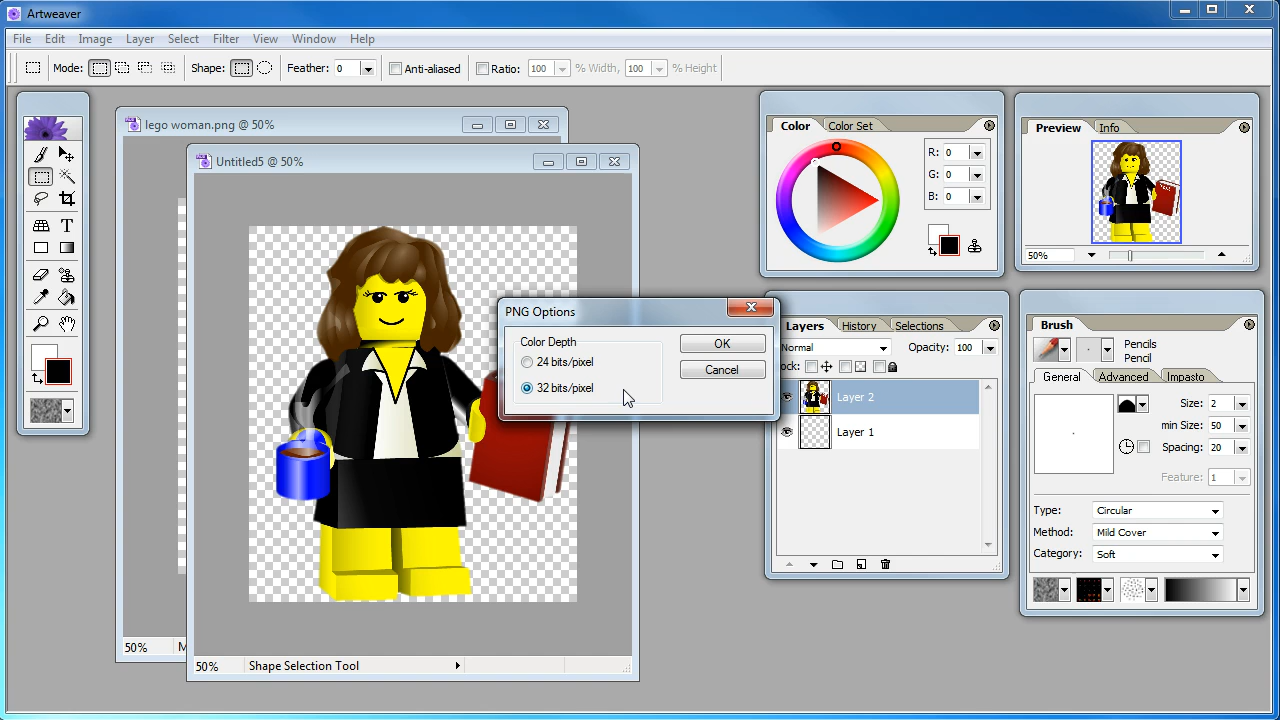 Artweaver
File Edit Image Layer Select Filter View Window Help
Mode: Shape: Feather: 0 Anti-aliased Ratio: 100 % Width, 100 % Height
lego woman.png @ 50%
Untitled5 @ 50%
Color Color Set
R: 0
G: 0
B: 0
Preview Info
50%
PNG Options
Color Depth
24 bits/pixel
32 bits/pixel
OK
Cancel
Layers History Selections
Normal Opacity: 100
ock:
Layer 2
Layer 1
Brush
Pencils
Pencil
General Advanced Impasto
Size: 2
min Size: 50
Spacing: 20
Feature: 1
Type: Circular
Method: Mild Cover
Category: Soft
50% M
50% Shape Selection Tool